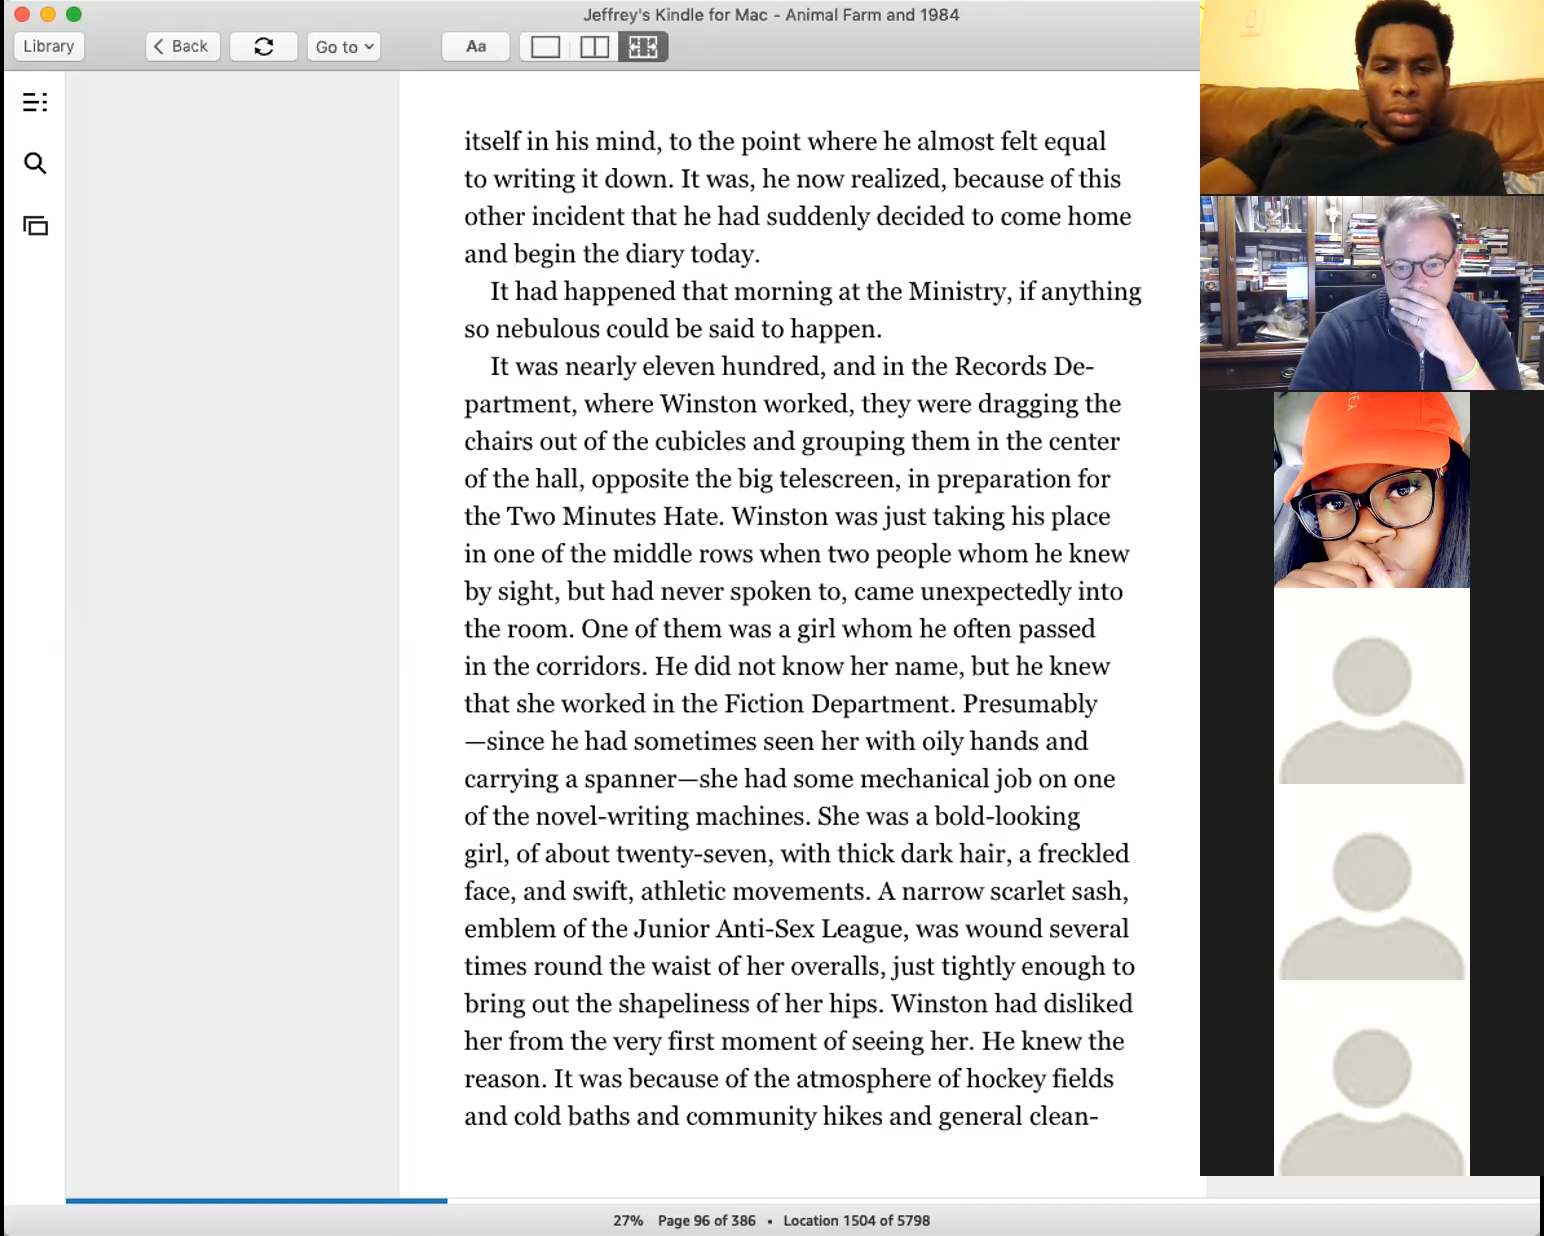 Jeffrey's Kindle for Mac - Animal Farm and 1984
Library
Back
Go to
Aa
itself in his mind, to the point where he almost felt equal
to writing it down. It was, he now realized, because of this
other incident that he had suddenly decided to come home
and begin the diary today.
It had happened that morning at the Ministry, if anything
so nebulous could be said to happen.
It was nearly eleven hundred, and in the Records De-
partment, where Winston worked, they were dragging the
chairs out of the cubicles and grouping them in the center
of the hall, opposite the big telescreen, in preparation for
the Two Minutes Hate. Winston was just taking his place
in one of the middle rows when two people whom he knew
by sight, but had never spoken to, came unexpectedly into
the room. One of them was a girl whom he often passed
in the corridors. He did not know her name, but he knew
that she worked in the Fiction Department. Presumably
—since he had sometimes seen her with oily hands and
carrying a spanner—she had some mechanical job on one
of the novel-writing machines. She was a bold-looking
girl, of about twenty-seven, with thick dark hair, a freckled
face, and swift, athletic movements. A narrow scarlet sash,
emblem of the Junior Anti-Sex League, was wound several
times round the waist of her overalls, just tightly enough to
bring out the shapeliness of her hips. Winston had disliked
her from the very first moment of seeing her. He knew the
reason. It was because of the atmosphere of hockey fields
and cold baths and community hikes and general clean-
27% Page 96 of 386 • Location 1504 of 5798